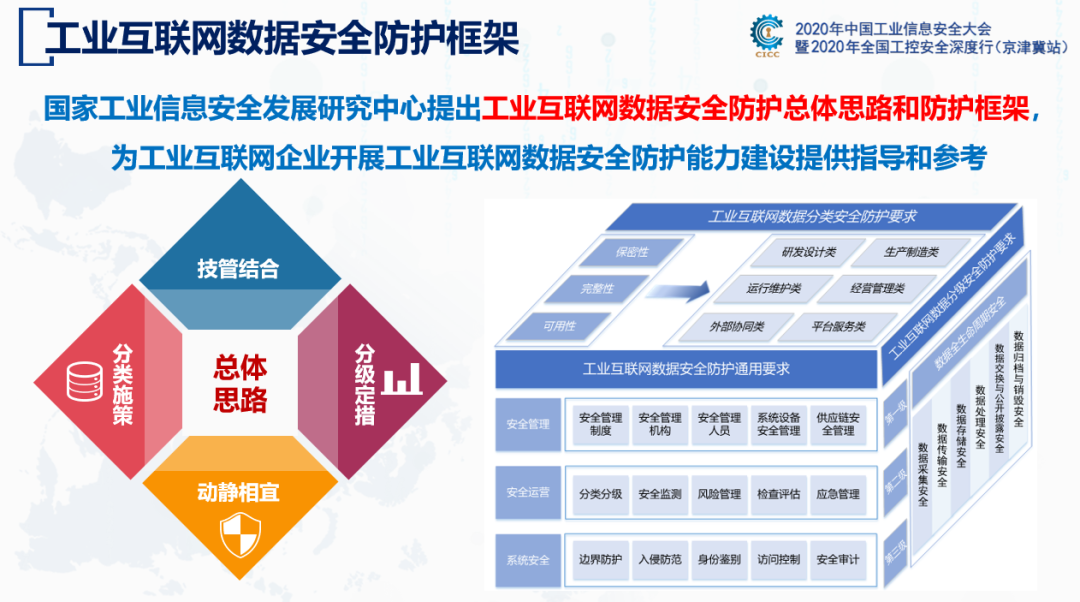 工业互联网数据安全防护框架
CICC
2020年中国工业信息安全大会
暨2020年全国工控安全深度行（京津冀站）
国家工业信息安全发展研究中心提出工业互联网数据安全防护总体思路和防护框架，
为工业互联网企业开展工业互联网数据安全防护能力建设提供指导和参考
技管结合
分类施策
总体
思路
分级定措
动静相宜
工业互联网数据分类安全防护要求
保密性
完整性
可用性
研发设计类
生产制造类
运行维护类
经营管理类
外部协同类
平台服务类
工业互联网数据分级安全防护要求
第一级
第二级
第三级
数据全生命周期安全
数据采集安全
数据传输安全
数据存储安全
数据处理安全
数据交换与公开披露安全
数据归档与销毁安全
工业互联网数据安全防护通用要求
安全管理
安全管理
制度
安全管理
机构
安全管理
人员
系统设备
安全管理
供应链安
全管理
安全运营
分类分级
安全监测
风险管理
检查评估
应急管理
系统安全
边界防护
入侵防范
身份鉴别
访问控制
安全审计